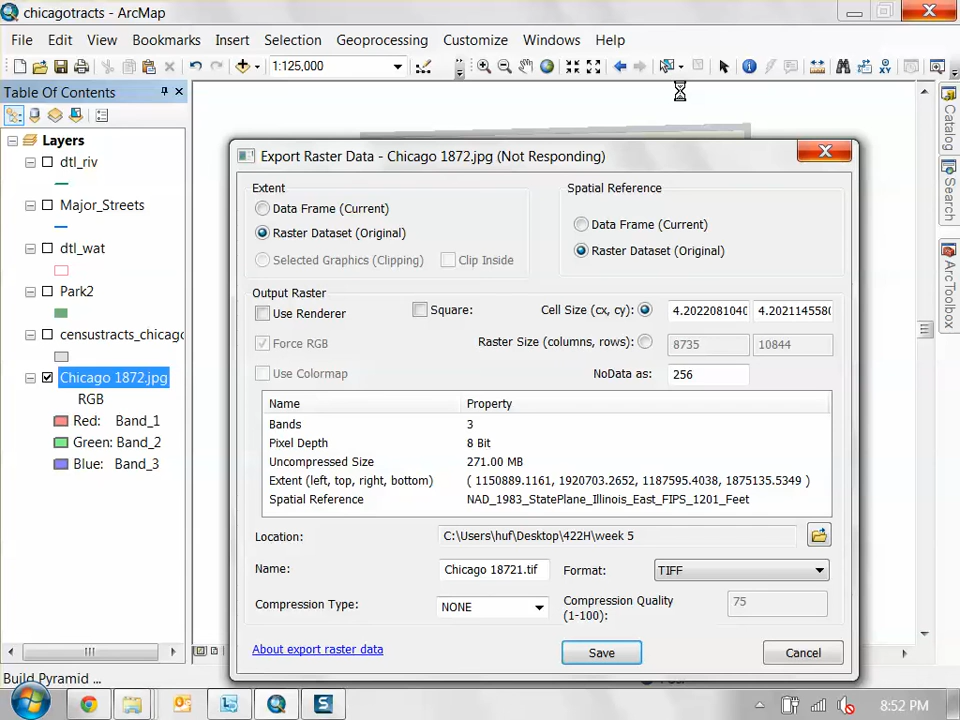 chicagotracts - ArcMap
File Edit View Bookmarks Insert Selection Geoprocessing Customize Windows Help
1:125,000
Table Of Contents
Layers
dtl_riv
Major_Streets
dtl_wat
Park2
censustracts_chicago
Chicago 1872.jpg
RGB
Red: Band_1
Green: Band_2
Blue: Band_3
Build Pyramid ...
Export Raster Data - Chicago 1872.jpg (Not Responding)
Extent
Data Frame (Current)
Raster Dataset (Original)
Selected Graphics (Clipping) Clip Inside
Spatial Reference
Data Frame (Current)
Raster Dataset (Original)
Output Raster
Use Renderer Square: Cell Size (cx, cy): 4.2022081040 4.2021145580
Force RGB Raster Size (columns, rows): 8735 10844
Use Colormap NoData as: 256
Name Property
Bands 3
Pixel Depth 8 Bit
Uncompressed Size 271.00 MB
Extent (left, top, right, bottom) ( 1150889.1161, 1920703.2652, 1187595.4038, 1875135.5349 )
Spatial Reference NAD_1983_StatePlane_Illinois_East_FIPS_1201_Feet
Location: C:\Users\huf\Desktop\422H\week 5
Name: Chicago 18721.tif Format: TIFF
Compression Type: NONE Compression Quality (1-100): 75
About export raster data Save Cancel
Catalog
Search
ArcToolbox
8:52 PM